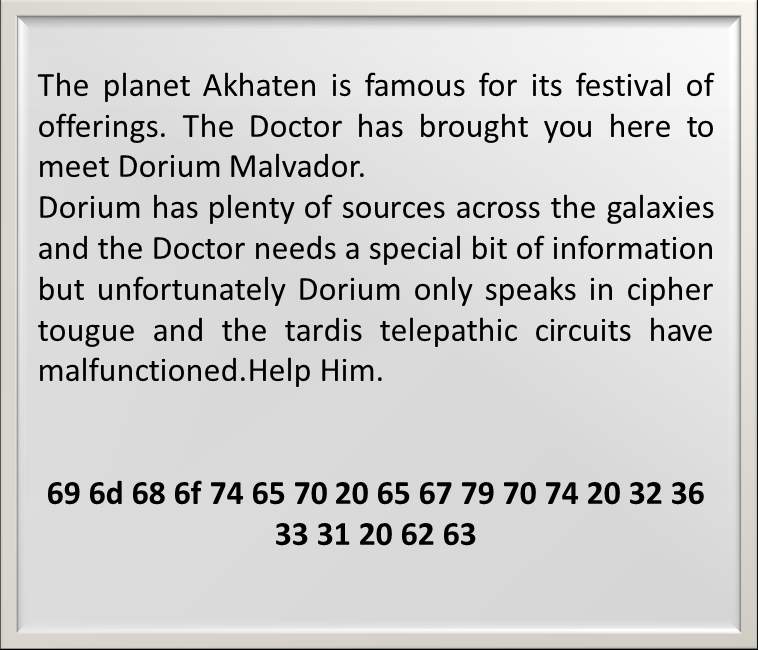 The planet Akhaten is famous for its festival of
offerings. The Doctor has brought you here to
meet Dorium Malvador.
Dorium has plenty of sources across the galaxies
and the Doctor needs a special bit of information
but unfortunately Dorium only speaks in cipher
tougue and the tardis telepathic circuits have
malfunctioned.Help Him.
69 6d 68 6f 74 65 70 20 65 67 79 70 74 20 32 36
33 31 20 62 63